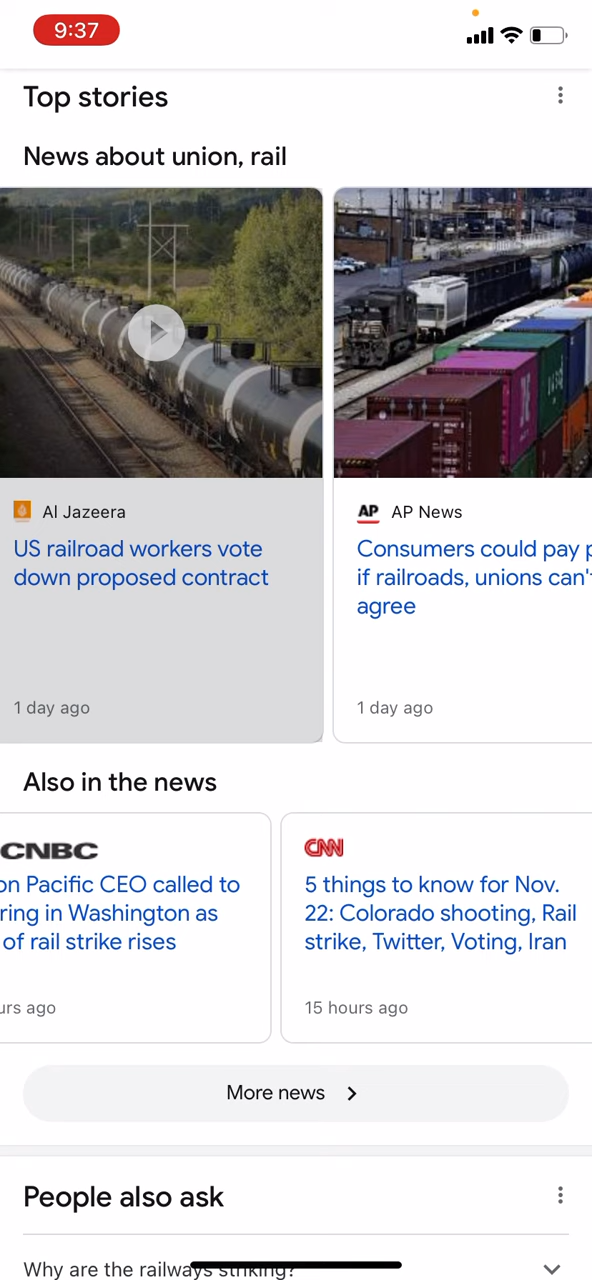 9:37
Top stories
News about union, rail
Al Jazeera
US railroad workers vote
down proposed contract
1 day ago
AP AP News
Consumers could pay
if railroads, unions can't
agree
1 day ago
Also in the news
CNBC
on Pacific CEO called to
ring in Washington as
of rail strike rises
urs ago
CNN
5 things to know for Nov.
22: Colorado shooting, Rail
strike, Twitter, Voting, Iran
15 hours ago
More news
People also ask
Why are the railways striking?